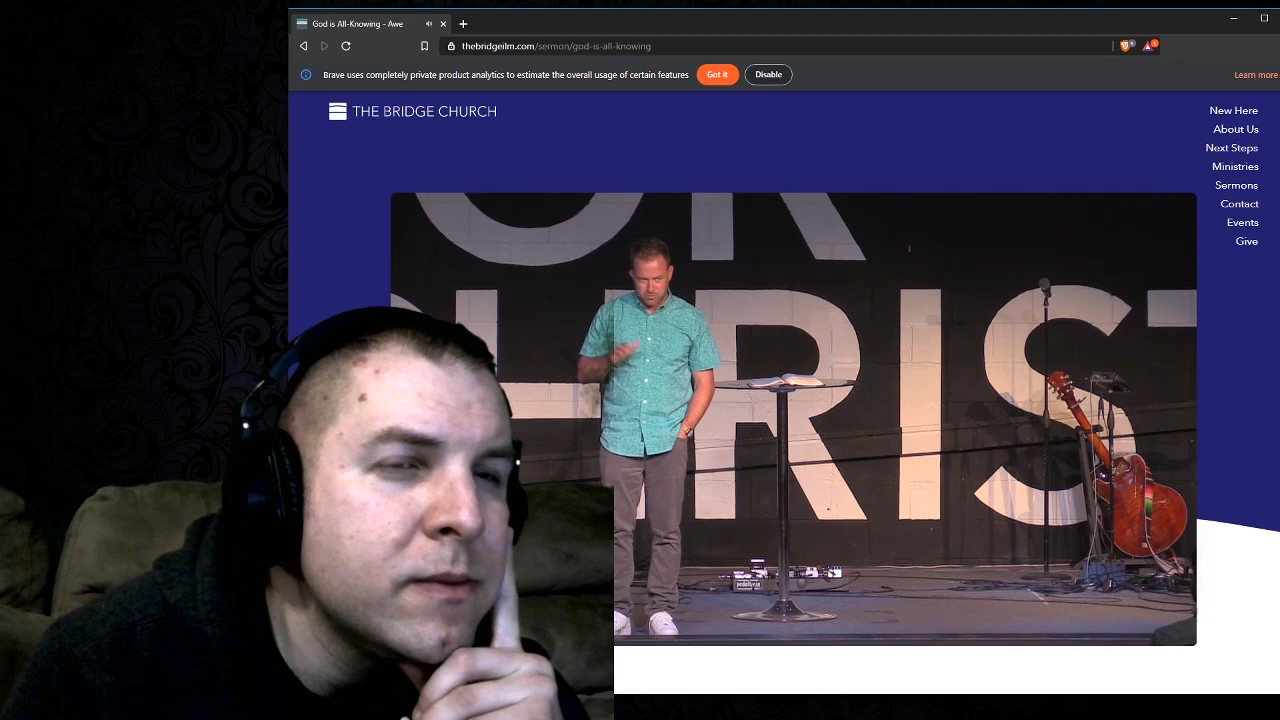 God is All-Knowing - Awe
thebridgeilm.com/sermon/god-is-all-knowing
Brave uses completely private product analytics to estimate the overall usage of certain features
Got it
Disable
Learn more
THE BRIDGE CHURCH
New Here
About Us
Next Steps
Ministries
Sermons
Contact
Events
Give
OR
CHRIST